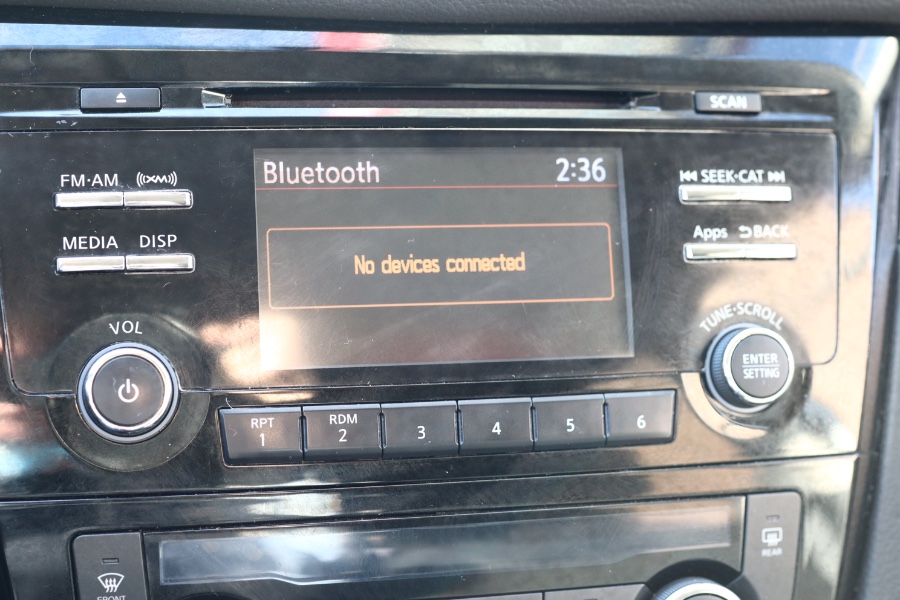 SCAN
Bluetooth 2:36
FM·AM (((XM)))
SEEK·CAT
MEDIA DISP
Apps BACK
No devices connected
VOL
TUNE·SCROLL
ENTER
SETTING
RPT
1
RDM
2
3
4
5
6
FRONT
REAR